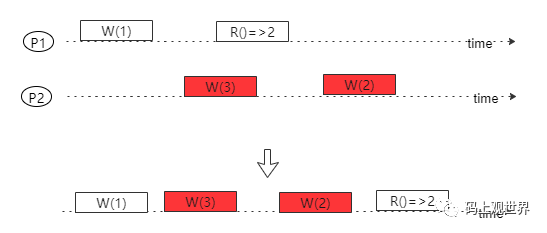 P1 W(1) R()=>2 time
P2 W(3) W(2) time
W(1) W(3) W(2) R()=>2 time
码上观世界